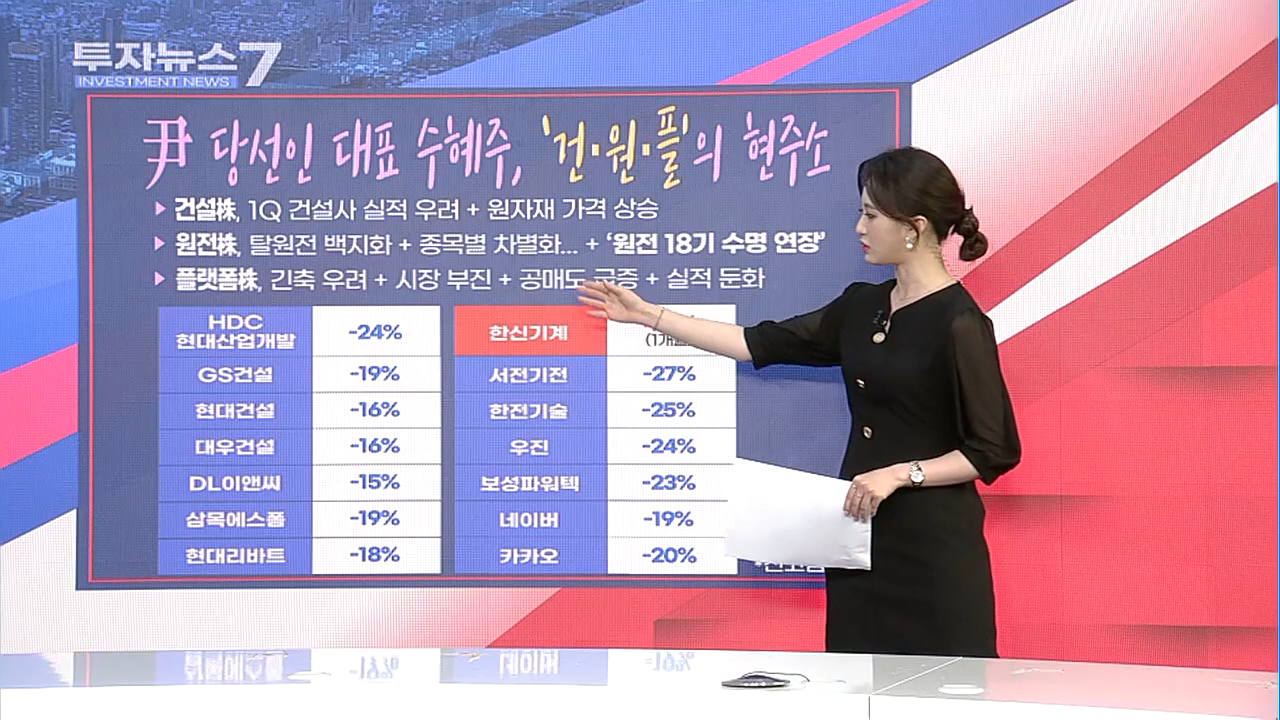 투자뉴스7
INVESTMENT NEWS
尹 당선인 대표 수혜주, '건·원·플'의 현주소
건설株, 1Q 건설사 실적 우려 + 원자재 가격 상승
원전株, 탈원전 백지화 + 종목별 차별화... + '원전 18기 수명 연장'
플랫폼株, 긴축 우려 + 시장 부진 + 공매도 급증 + 실적 둔화
HDC 현대산업개발 -24% 한신기계 (1개
GS건설 -19% 서전기전 -27%
현대건설 -16% 한전기술 -25%
대우건설 -16% 우진 -24%
DL이앤씨 -15% 보성파워텍 -23%
삼목에스폼 -19% 네이버 -19%
현대리바트 -18% 카카오 -20%